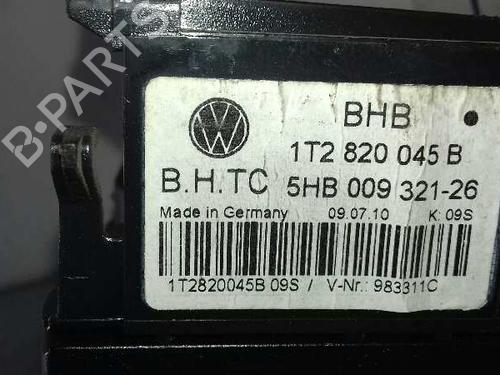 B-PARTS
BHB
1T2 820 045 B
B.H.TC 5HB 009 321-26
Made in Germany 09.07.10 K: 09S
1T2820045B 09S / V-Nr.: 983311C